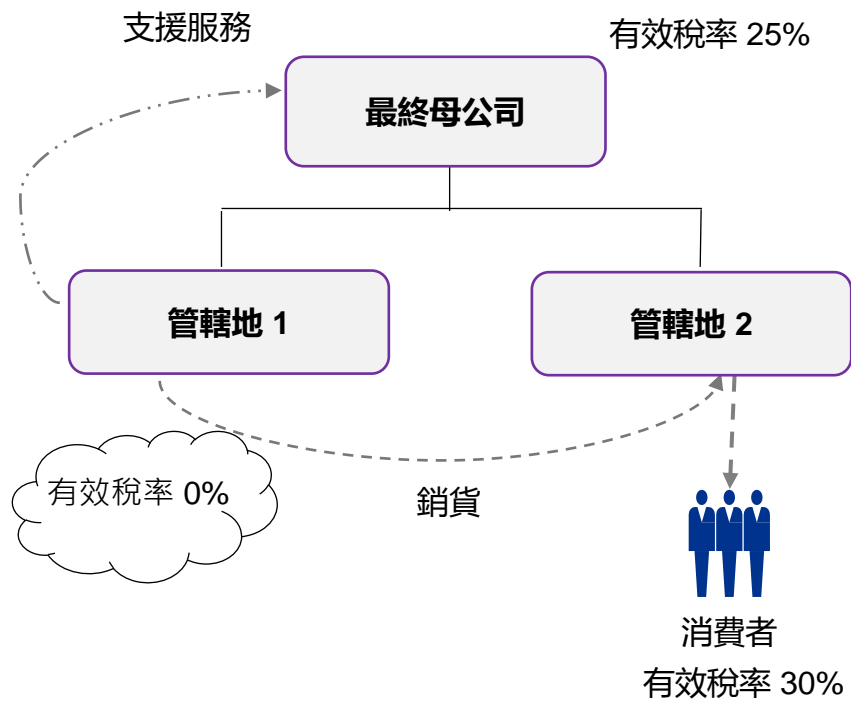 支援服務
有效稅率 25%
最終母公司
管轄地 1
管轄地 2
有效稅率 0%
銷貨
消費者
有效稅率 30%